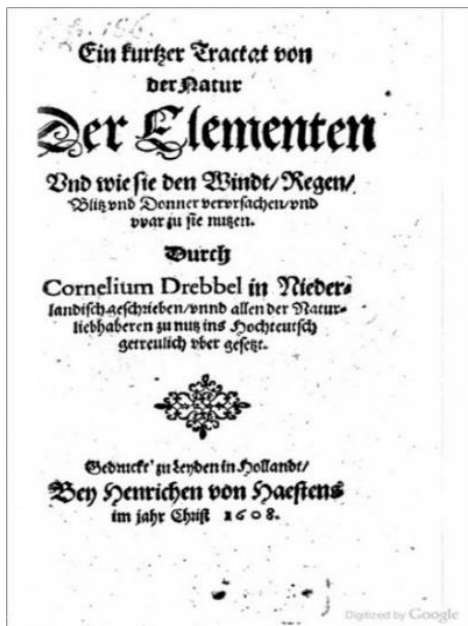 Ein kurtzer Tractat von
der Natur
Der Elementen
Vnd wie sie den Windt/ Regen/
Blitz vnd Donner vervrsachen/vnd
vvar zu sie nutzen.
Durch
Cornelium Drebbel in Nieder-
landisch geschrieben/vnnd allen der Natur-
liebhaberen zu nutz ins Hochteutsch
getreulich vber gesetzt.
Gedruckt zu Leyden in Hollandt/
Bey Henrichen von Haestens
im jahr Christ 1608.
Digitized by Google